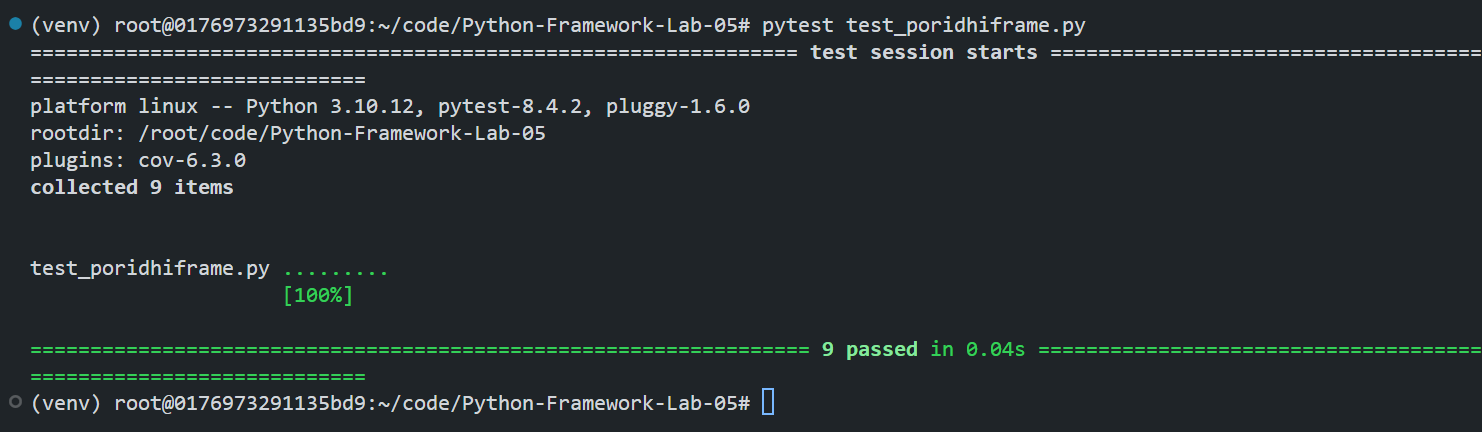 (venv) root@0176973291135bd9:~/code/Python-Framework-Lab-05# pytest test_poridhiframe.py
================================================================ test session starts ====================================
============================
platform linux -- Python 3.10.12, pytest-8.4.2, pluggy-1.6.0
rootdir: /root/code/Python-Framework-Lab-05
plugins: cov-6.3.0
collected 9 items
test_poridhiframe.py .........
[100%]
================================================================= 9 passed in 0.04s =====================================
============================
(venv) root@0176973291135bd9:~/code/Python-Framework-Lab-05#